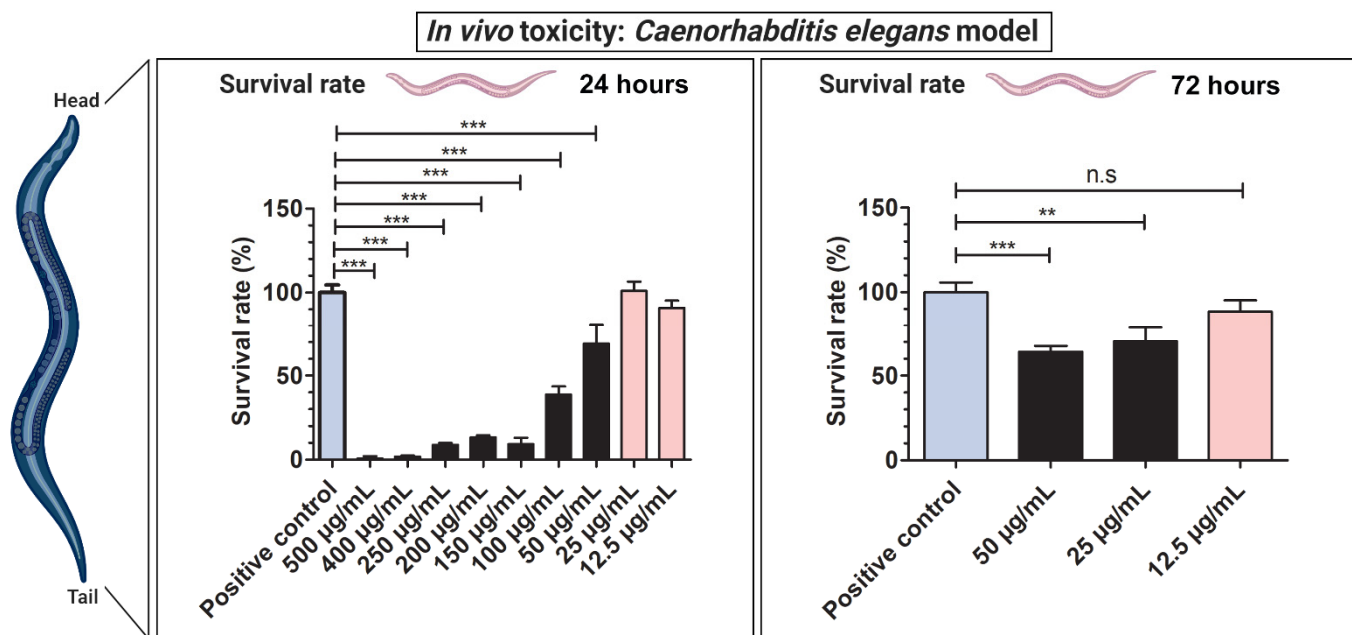 In vivo toxicity: Caenorhabditis elegans model
Head
Tail
Survival rate 24 hours
***
***
***
***
***
***
***
Survival rate (%)
150
100
50
0
Positive control
500 µg/mL
400 µg/mL
250 µg/mL
200 µg/mL
150 µg/mL
100 µg/mL
50 µg/mL
25 µg/mL
12.5 µg/mL
Survival rate 72 hours
n.s
**
***
Survival rate (%)
150
100
50
0
Positive control
50 µg/mL
25 µg/mL
12.5 µg/mL